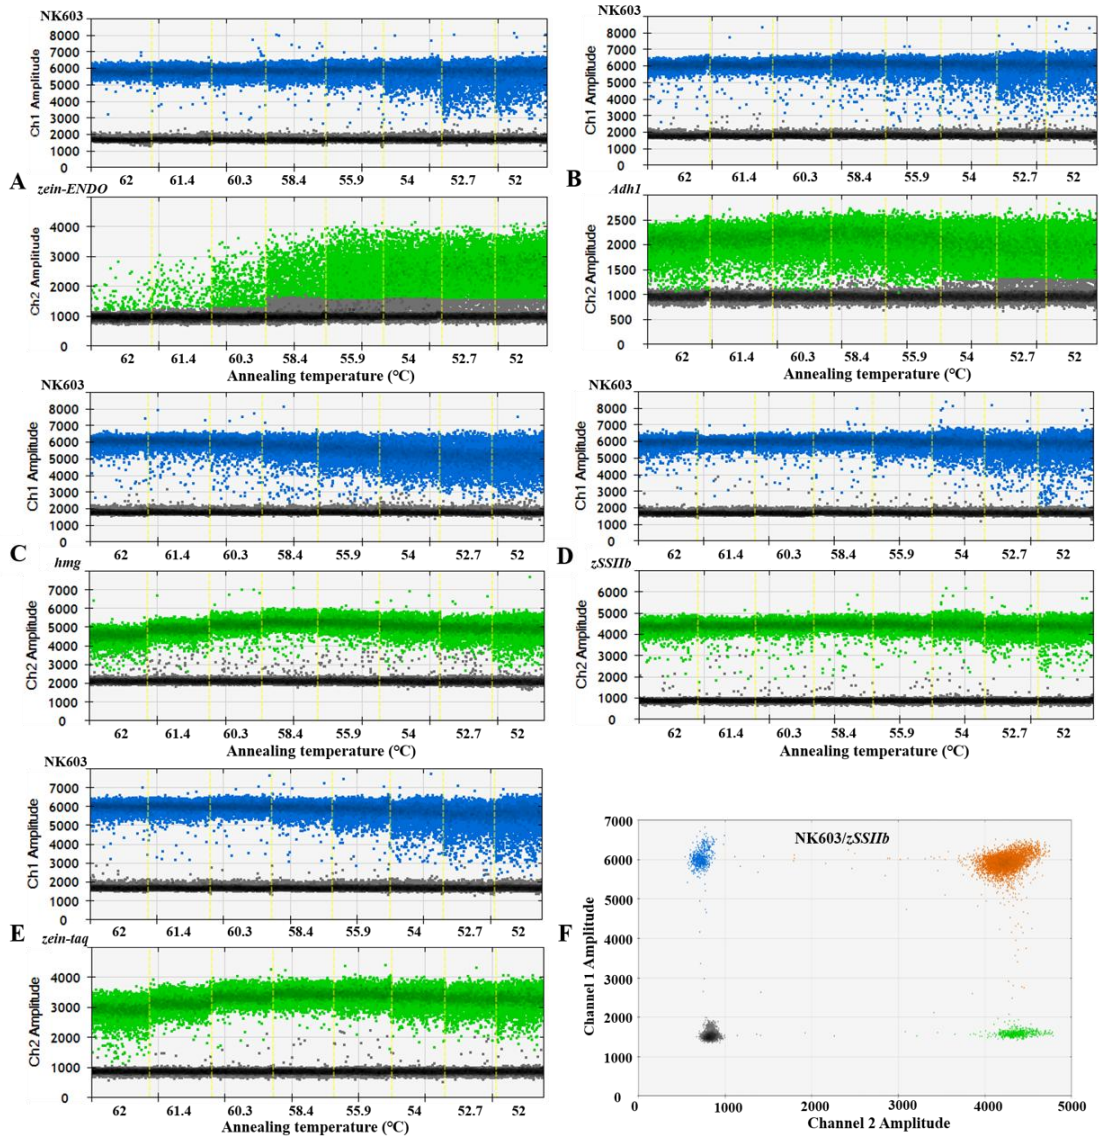 NK603
8000
7000
6000
5000
4000
3000
2000
1000
0
Ch1 Amplitude
62 61.4 60.3 58.4 55.9 54 52.7 52
A
zein-ENDO
4000
3000
2000
1000
0
Ch2 Amplitude
62 61.4 60.3 58.4 55.9 54 52.7 52
Annealing temperature (°C)
NK603
8000
7000
6000
5000
4000
3000
2000
1000
0
Ch1 Amplitude
62 61.4 60.3 58.4 55.9 54 52.7 52
B
Adh1
2500
2000
1500
1000
500
0
Ch2 Amplitude
62 61.4 60.3 58.4 55.9 54 52.7 52
Annealing temperature (°C)
NK603
8000
7000
6000
5000
4000
3000
2000
1000
0
Ch1 Amplitude
62 61.4 60.3 58.4 55.9 54 52.7 52
C
hmg
7000
6000
5000
4000
3000
2000
1000
0
Ch2 Amplitude
62 61.4 60.3 58.4 55.9 54 52.7 52
Annealing temperature (°C)
NK603
8000
7000
6000
5000
4000
3000
2000
1000
0
Ch1 Amplitude
62 61.4 60.3 58.4 55.9 54 52.7 52
D
zSSIIb
6000
5000
4000
3000
2000
1000
0
Ch2 Amplitude
62 61.4 60.3 58.4 55.9 54 52.7 52
Annealing temperature (°C)
NK603
8000
7000
6000
5000
4000
3000
2000
1000
0
Ch1 Amplitude
62 61.4 60.3 58.4 55.9 54 52.7 52
E
zein-taq
4000
3000
2000
1000
0
Ch2 Amplitude
62 61.4 60.3 58.4 55.9 54 52.7 52
Annealing temperature (°C)
F
NK603/zSSIIb
7000
6000
5000
4000
3000
2000
1000
0
Channel 1 Amplitude
0 1000 2000 3000 4000 5000
Channel 2 Amplitude